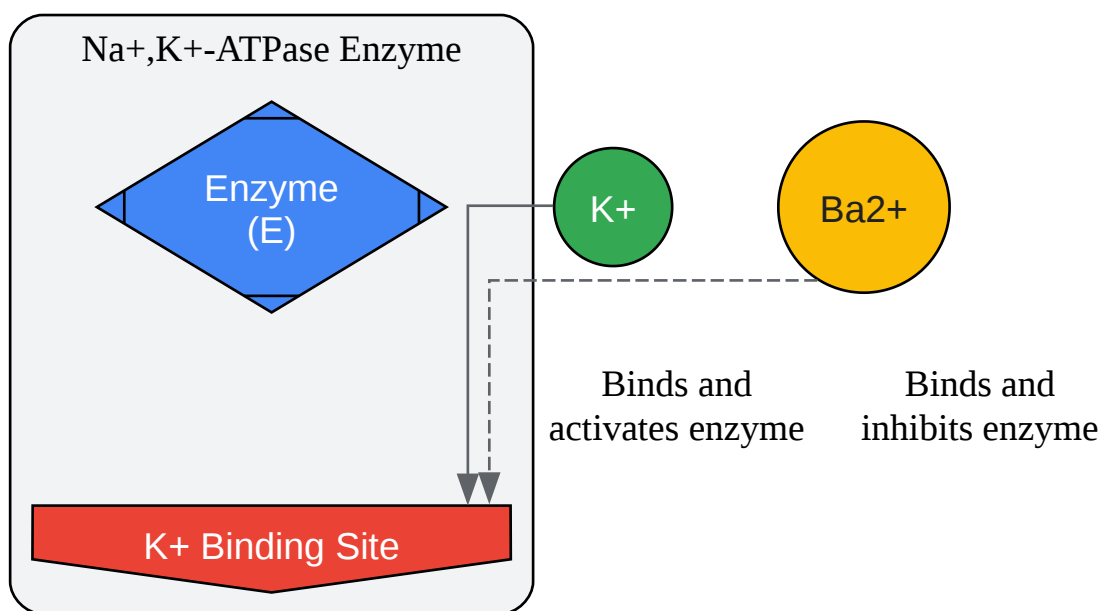 Na+,K+-ATPase Enzyme
Enzyme
(E)
K+
Ba2+
Binds and
activates enzyme
Binds and
inhibits enzyme
K+ Binding Site